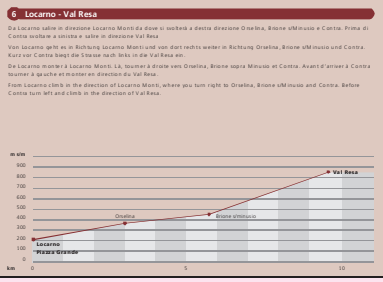 6 Locarno - Val Resa
Da Locarno salire in direzione Locarno Monti da dove si svolterà a destra direzione Orselina, Brione s/Minusio e Contra. Prima di
Contra svoltare a sinistra e salire in direzione Val Resa
Von Locarno geht es in Richtung Locarno Monti und von dort rechts weiter in Richtung Orselina, Brione s/Minusio und Contra.
Kurz vor Contra biegt die Strasse nach links in die Val Resa ein.
De Locarno monter à Locarno Monti. Là, tourner à droite vers Orselina, Brione sopra Minusio et Contra. Avant d'arriver à Contra
tourner à gauche et monter en direction du Val Resa.
From Locarno climb in the direction of Locarno Monti, where you turn right to Orselina, Brione s/Minusio and Contra. Before
Contra turn left and climb in the direction of Val Resa.
m s/m
900
800
700
600
500
400
300
200
100
0
Val Resa
Orselina
Brione s/minusio
Locarno
Piazza Grande
km 0 5 10